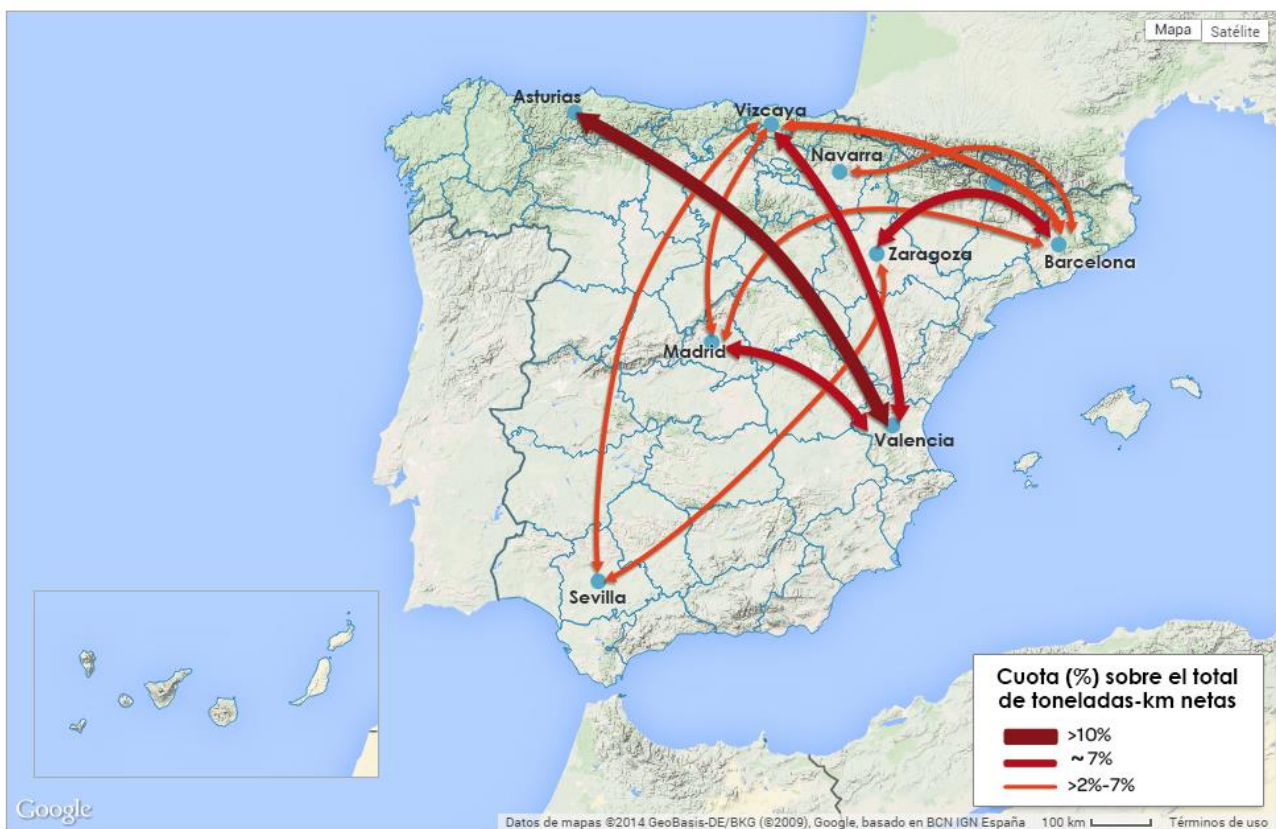 Mapa
Satélite
Asturias
Vizcaya
Navarra
Zaragoza
Barcelona
Madrid
Valencia
Sevilla
Cuota (%) sobre el total
de toneladas-km netas
>10%
~7%
>2%-7%
Google
Datos de mapas ©2014 GeoBasis-DE/BKG (©2009), Google, basado en BCN IGN España 100 km Términos de uso